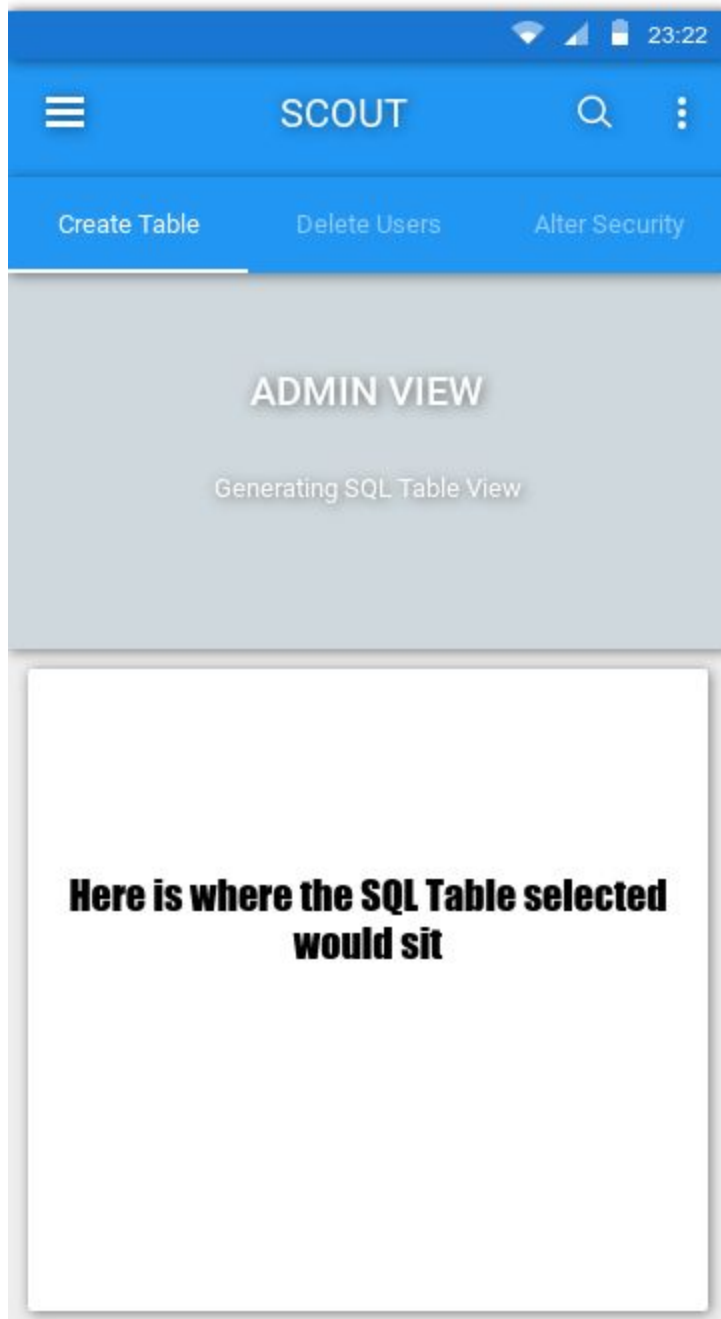 23:22
SCOUT
Create Table Delete Users Alter Security
ADMIN VIEW
Generating SQL Table View
Here is where the SQL Table selected
would sit